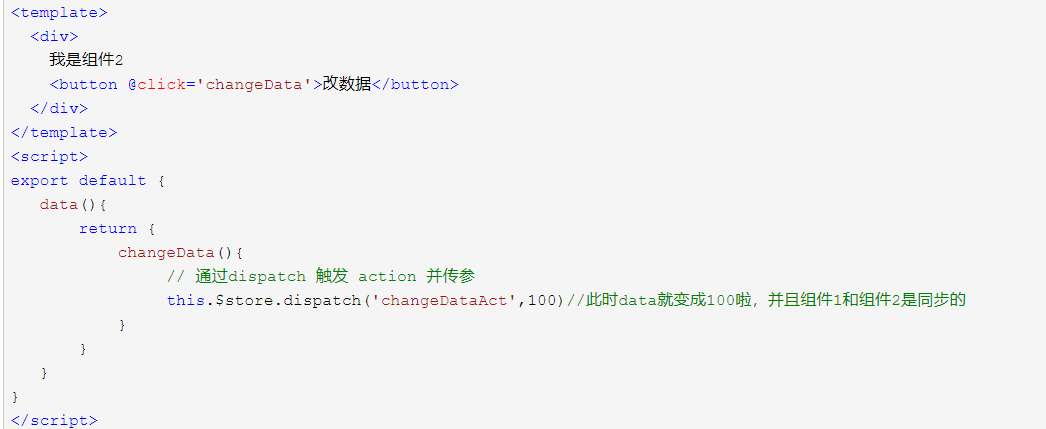 <template>
  <div>
    我是组件2
    <button @click='changeData'>改数据</button>
  </div>
</template>
<script>
export default {
   data(){
       return {
           changeData(){
                // 通过dispatch 触发 action 并传参
                this.$store.dispatch('changeDataAct',100)//此时data就变成100啦，并且组件1和组件2是同步的
           }
       }
   }
}
</script>